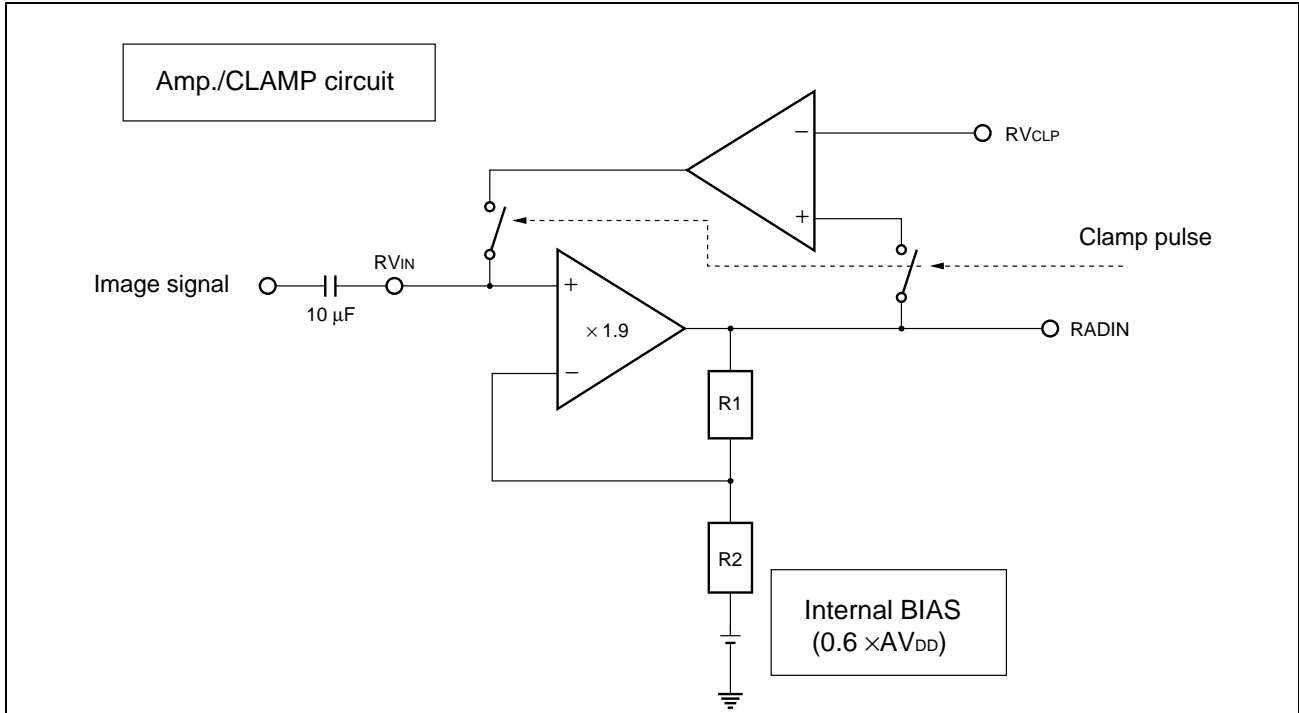 Amp./CLAMP circuit
−
RVCLP
+
Clamp pulse
Image signal
RVIN
10 μF
+
× 1.9
−
RADIN
R1
R2
Internal BIAS
(0.6 ×AVDD)